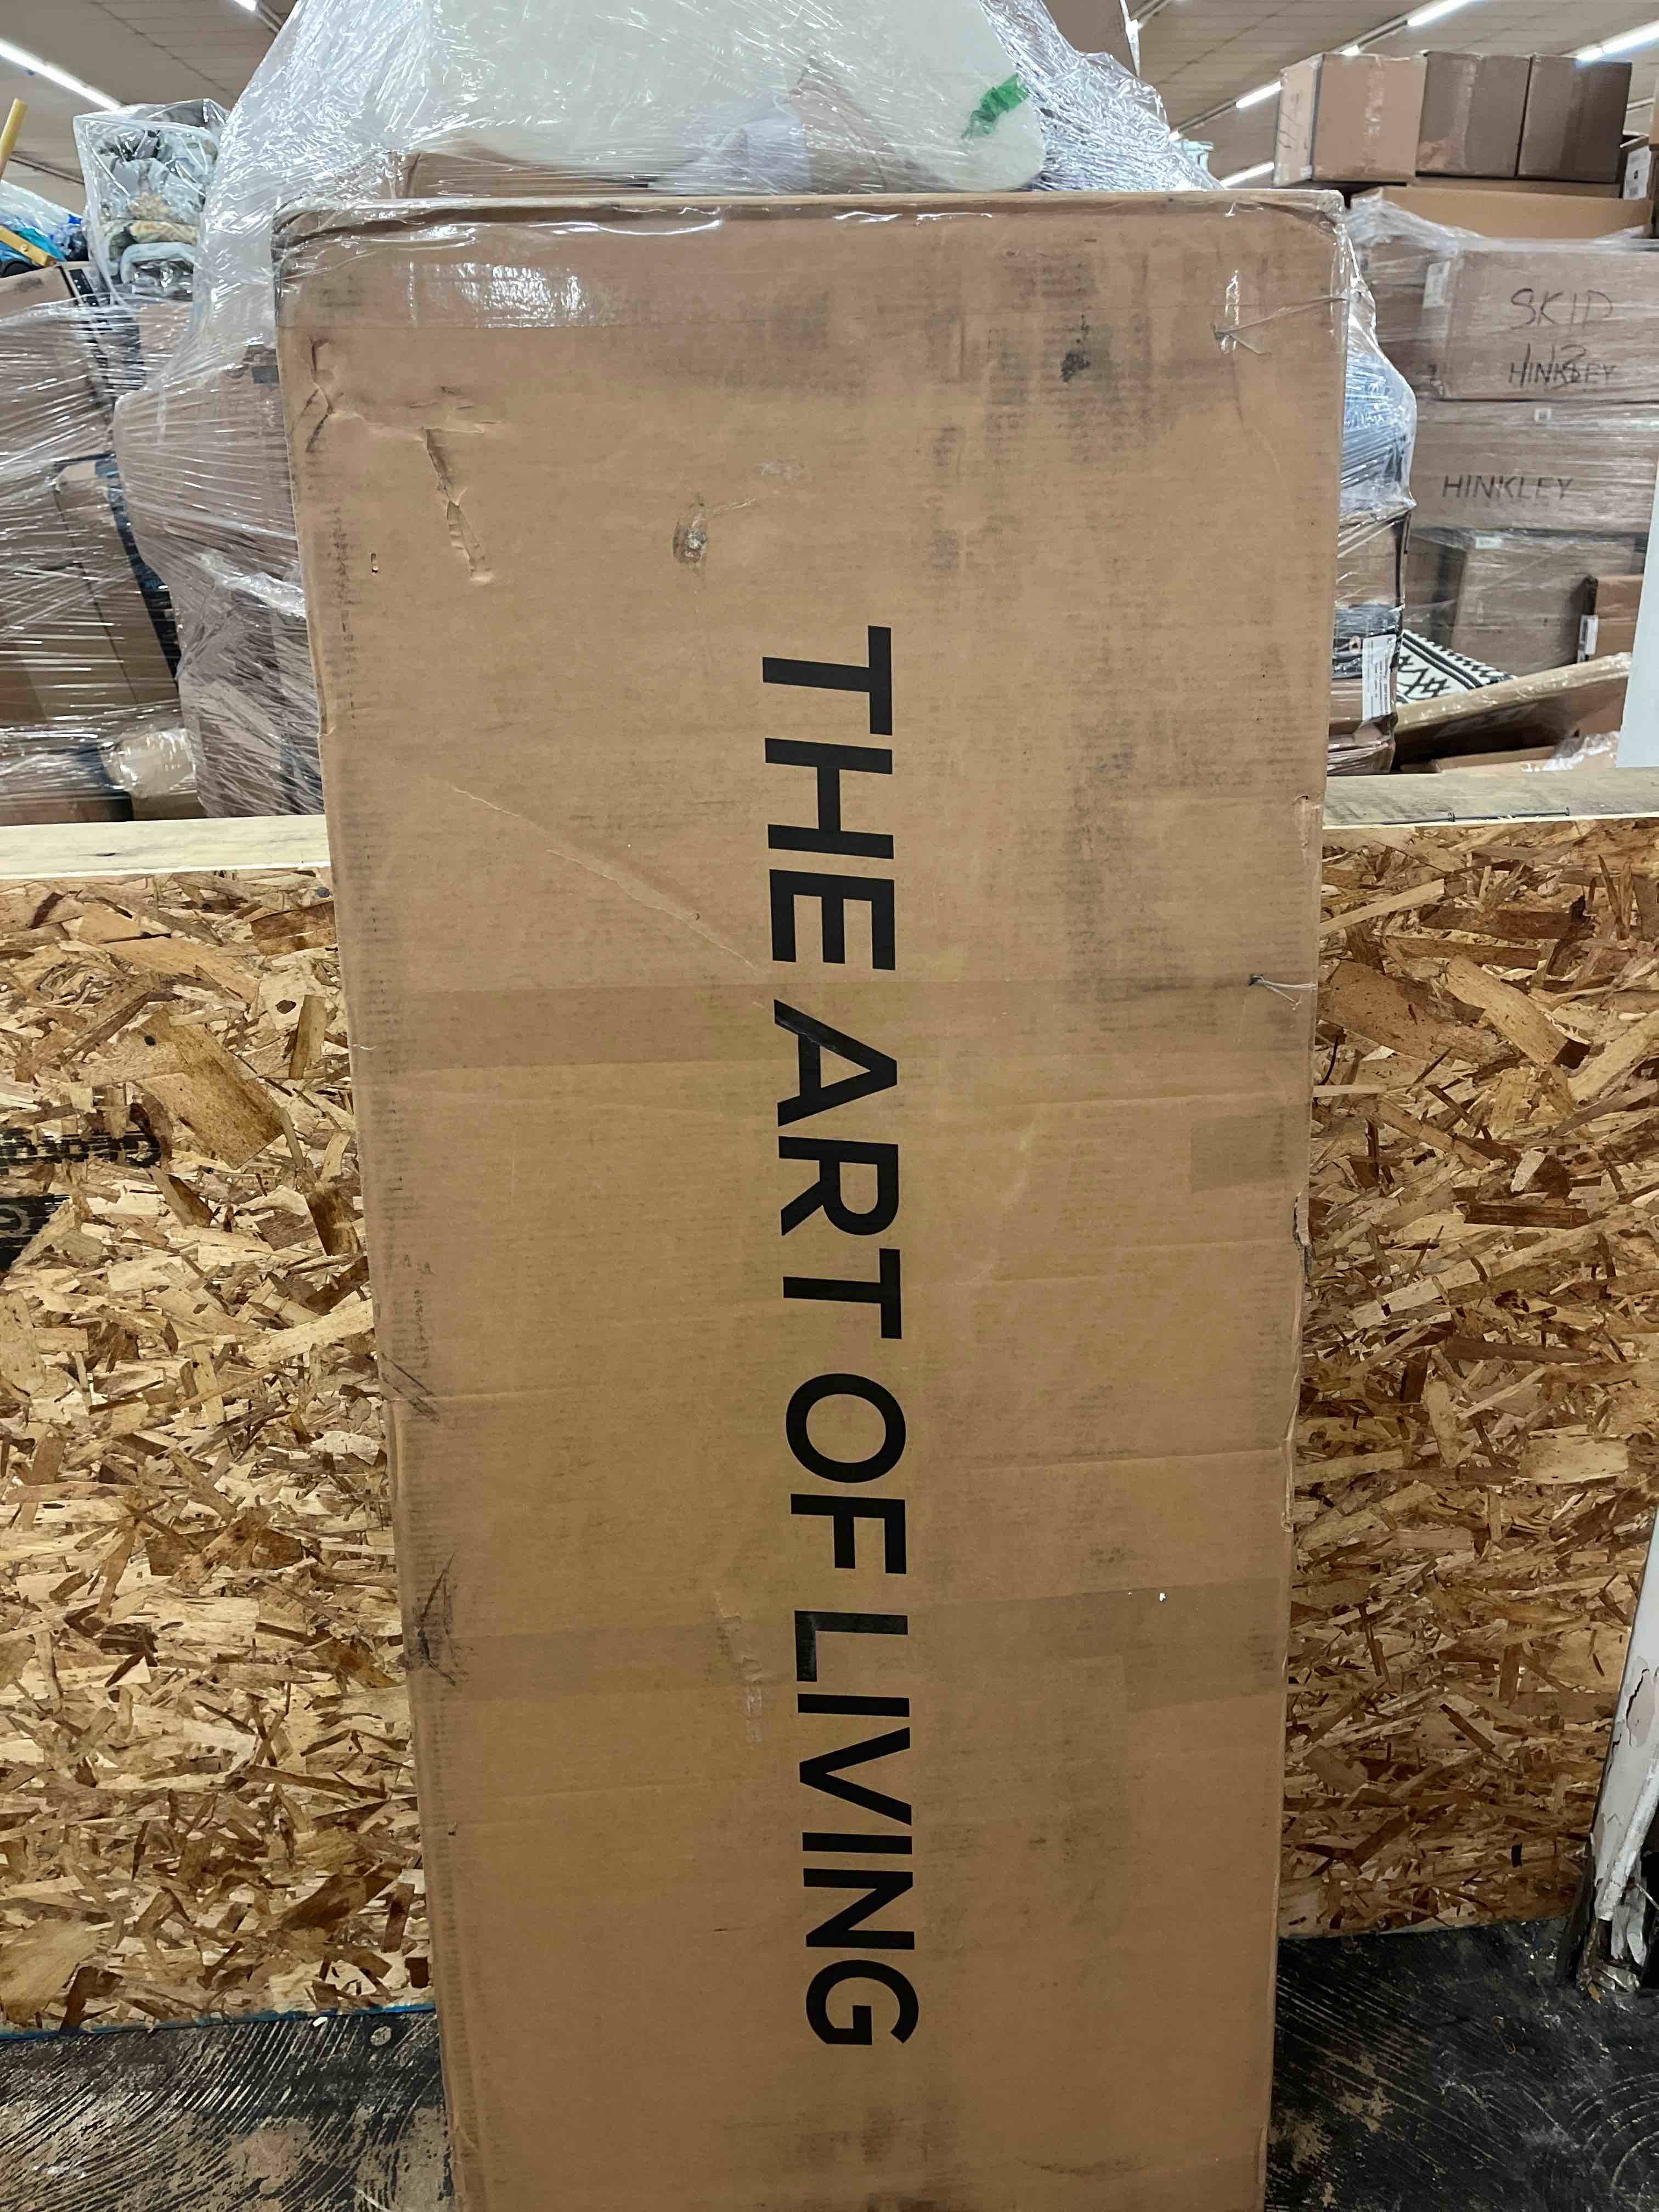 THE ART OF LIVING
SKID
HINKLEY
HINKLEY